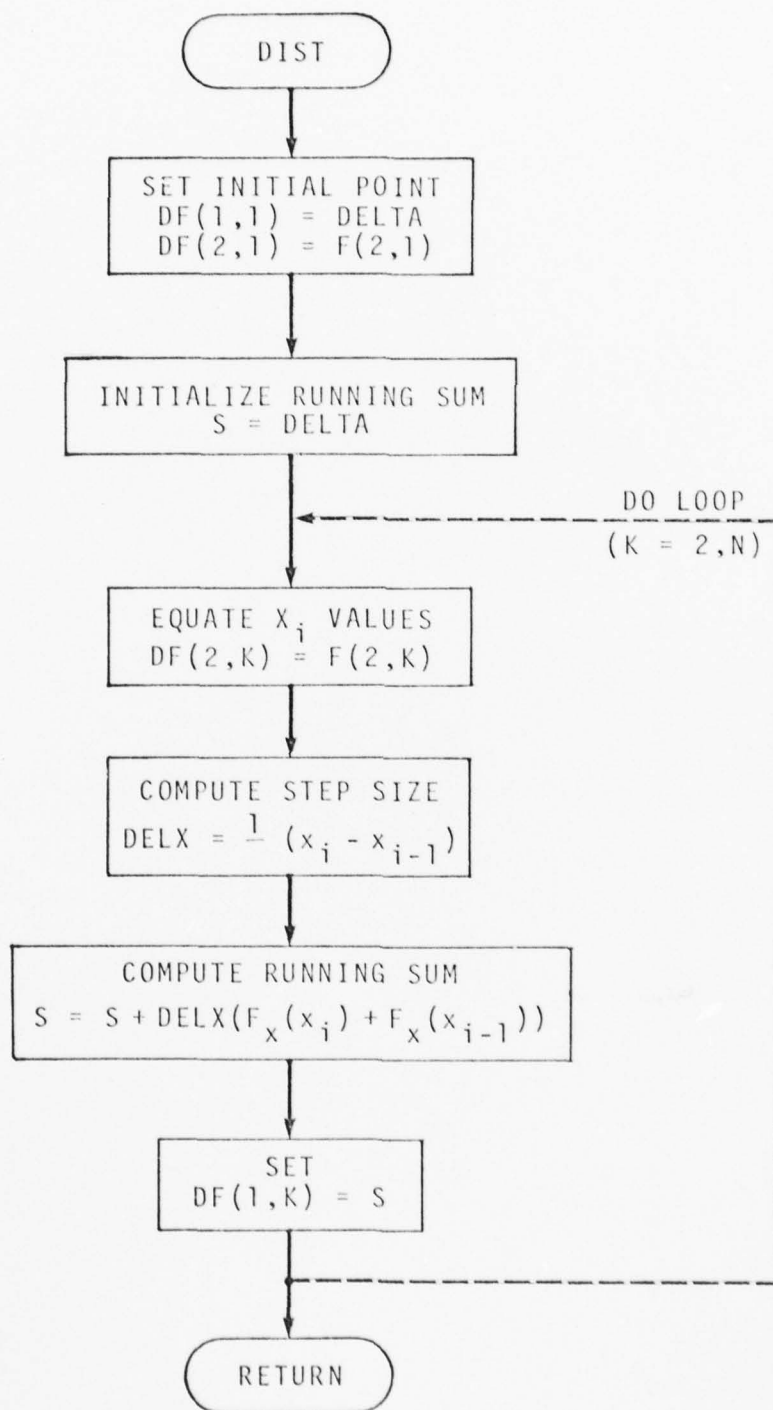 DIST
SET INITIAL POINT
DF(1,1) = DELTA
DF(2,1) = F(2,1)
INITIALIZE RUNNING SUM
S = DELTA
DO LOOP
(K = 2,N)
EQUATE X_i VALUES
DF(2,K) = F(2,K)
COMPUTE STEP SIZE
DELX = 1 (x_i - x_{i-1})
COMPUTE RUNNING SUM
S = S + DELX(F_x(x_i) + F_x(x_{i-1}))
SET
DF(1,K) = S
RETURN